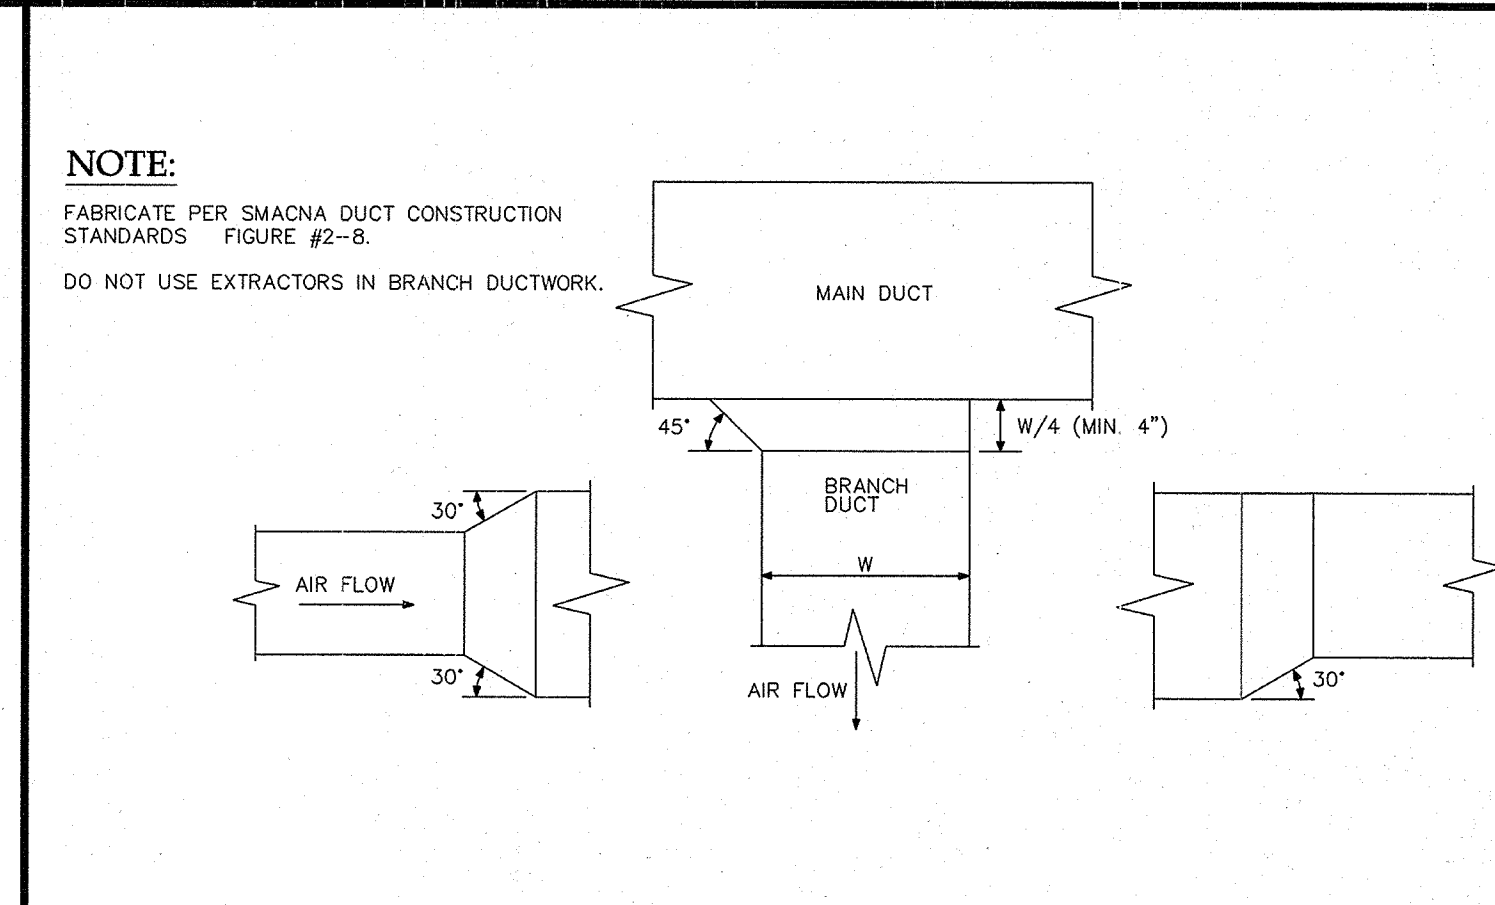 NOTE:
FABRICATE PER SMACNA DUCT CONSTRUCTION
STANDARDS FIGURE #2--8.
DO NOT USE EXTRACTORS IN BRANCH DUCTWORK.
MAIN DUCT
45°
W/4 (MIN. 4")
BRANCH
DUCT
W
AIR FLOW
30°
AIR FLOW
30°
30°